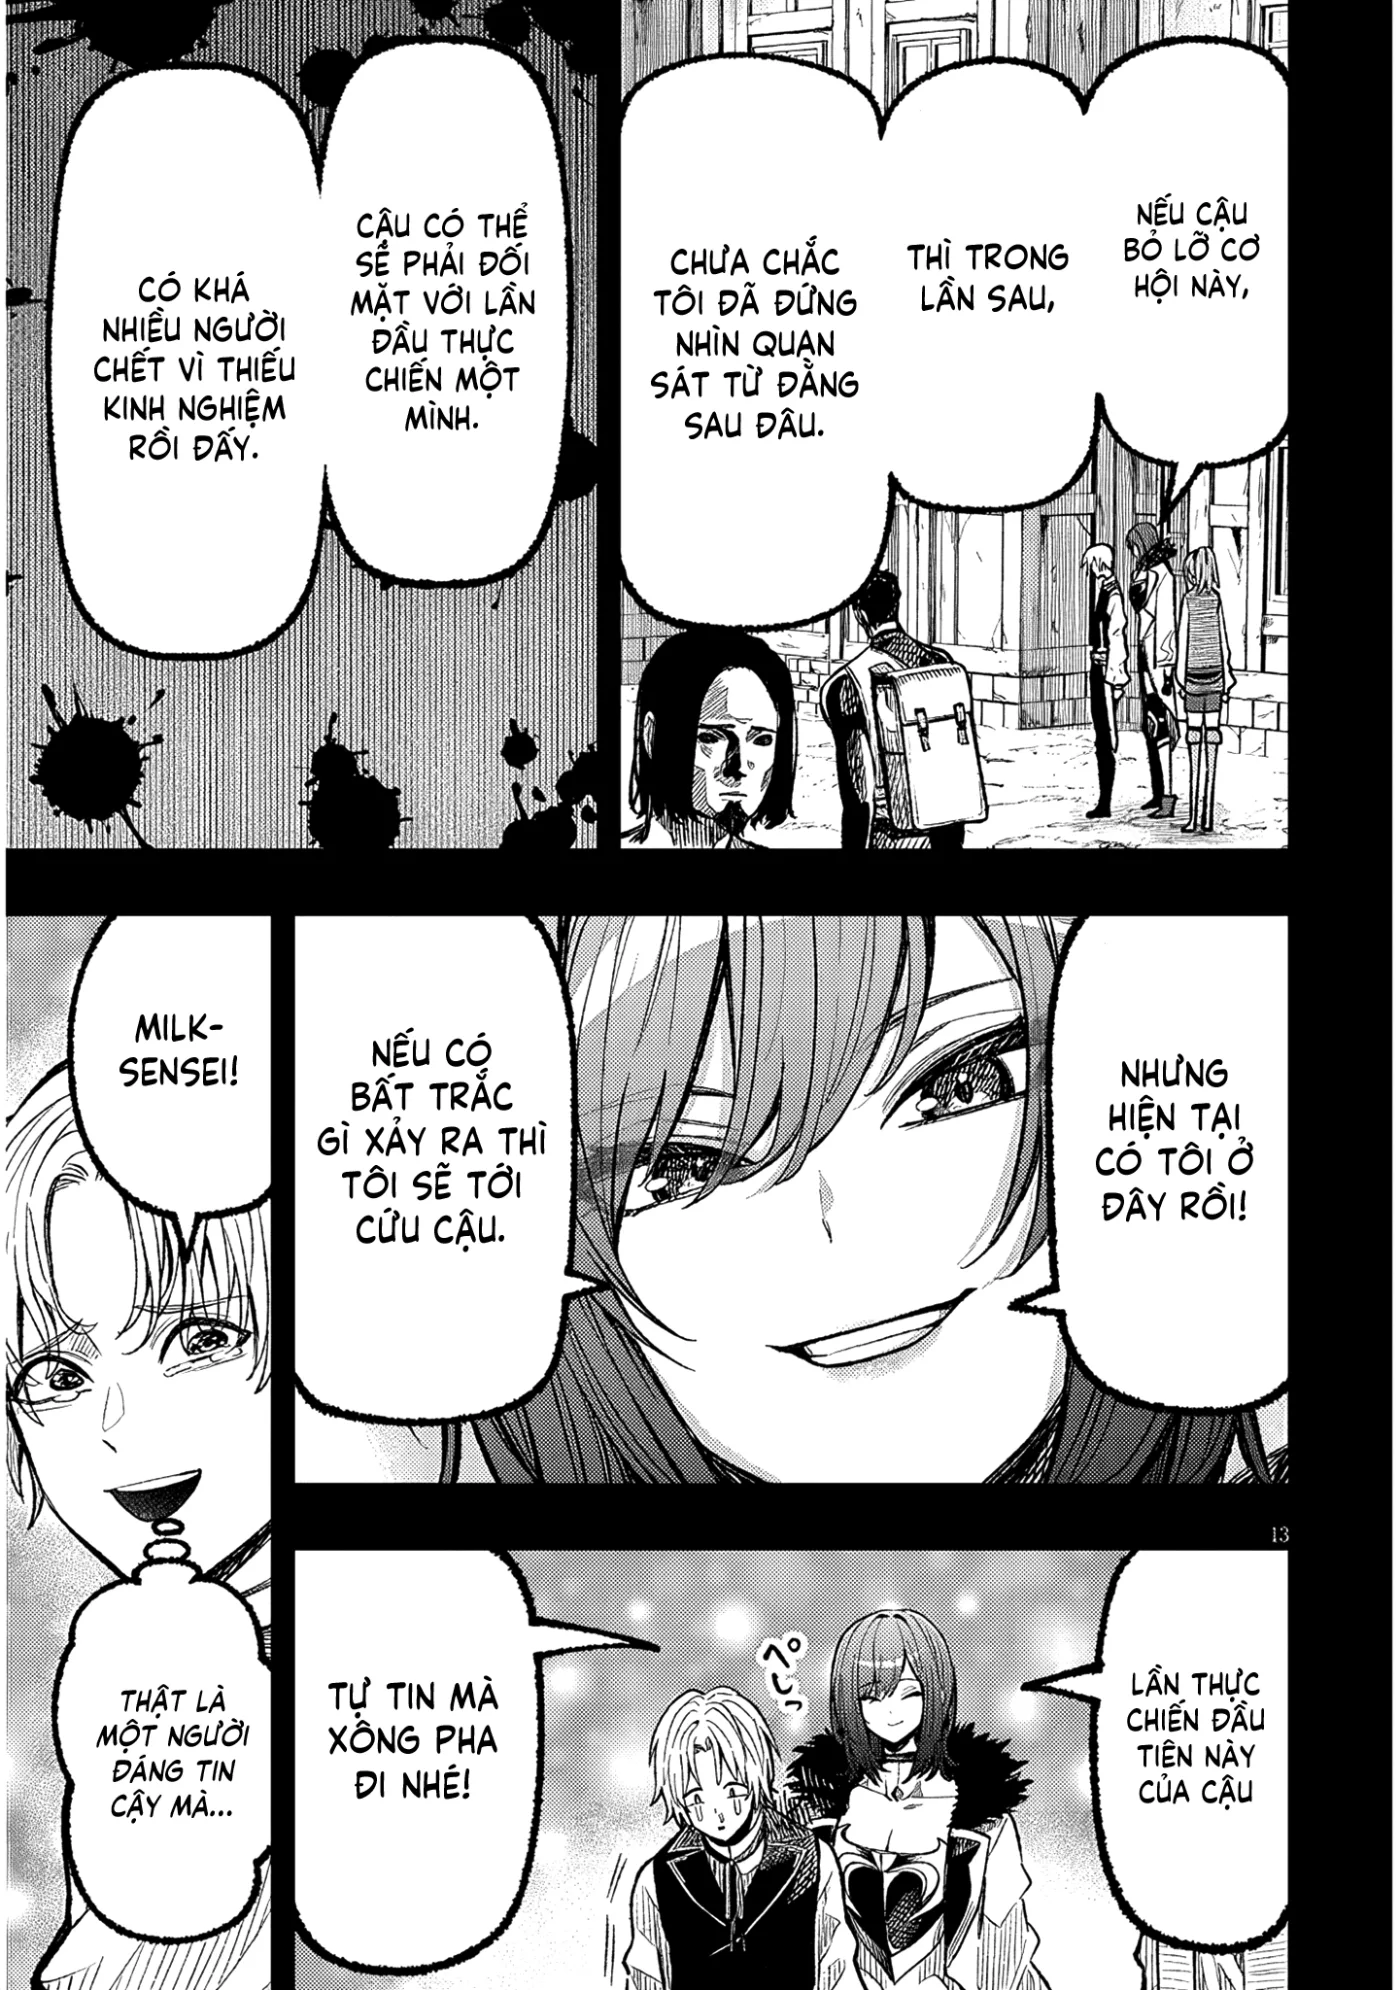 NẾU CẬU
BỎ LỠ CƠ
HỘI NÀY,
THÌ TRONG
LẦN SAU,
CHƯA CHẮC
TÔI ĐÃ ĐỨNG
NHÌN QUAN
SÁT TỪ ĐẰNG
SAU ĐÂU.
CẬU CÓ THỂ
SẼ PHẢI ĐỐI
MẶT VỚI LẦN
ĐẦU THỰC
CHIẾN MỘT
MÌNH.
CÓ KHÁ
NHIỀU NGƯỜI
CHẾT VÌ THIẾU
KINH NGHIỆM
RỒI ĐẤY.
NHƯNG
HIỆN TẠI
CÓ TÔI Ở
ĐÂY RỒI!
NẾU CÓ
BẤT TRẮC
GÌ XẢY RA THÌ
TÔI SẼ TỚI
CỨU CẬU.
MILK-
SENSEI!
THẬT LÀ
MỘT NGƯỜI
ĐÁNG TIN
CẬY MÀ...
13
LẦN THỰC
CHIẾN ĐẦU
TIÊN NÀY
CỦA CẬU
ぺしっ
TỰ TIN MÀ
XÔNG PHA
ĐI NHÉ!